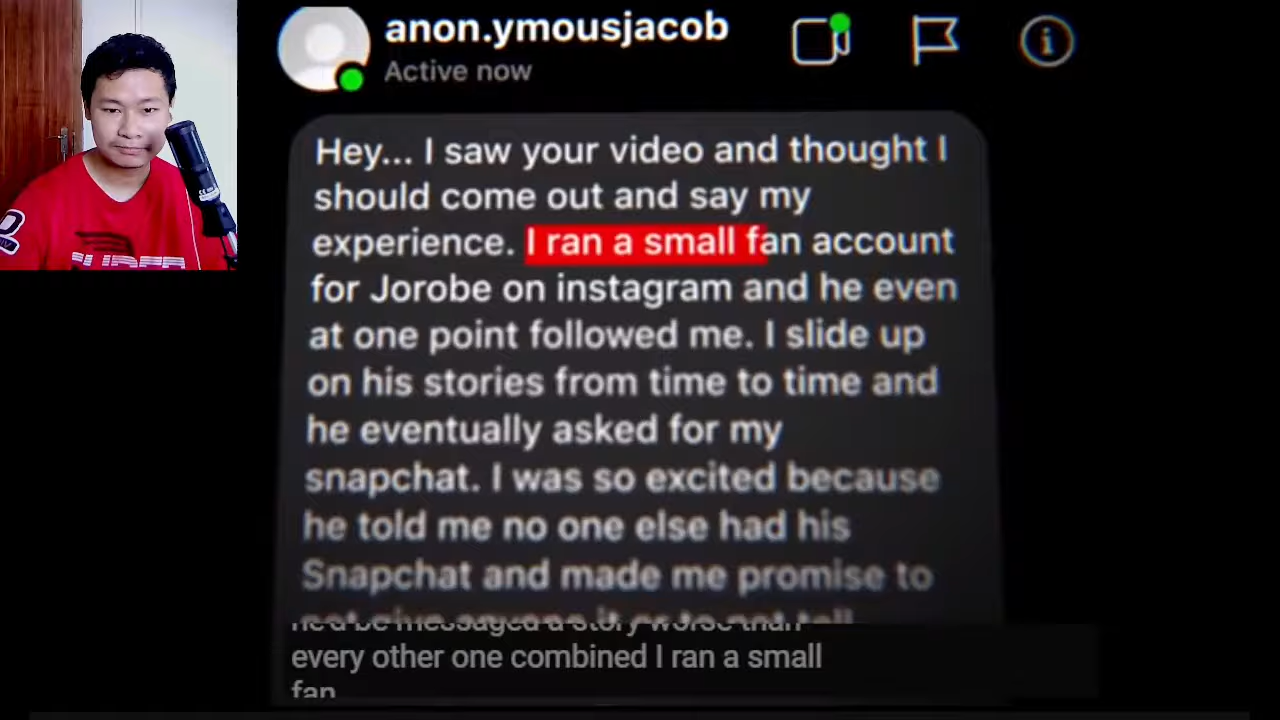 anon.ymousjacob
Active now
Hey... I saw your video and thought I
should come out and say my
experience. I ran a small fan account
for Jorobe on instagram and he even
at one point followed me. I slide up
on his stories from time to time and
he eventually asked for my
snapchat. I was so excited because
he told me no one else had his
Snapchat and made me promise to
every other one combined I ran a small
fan